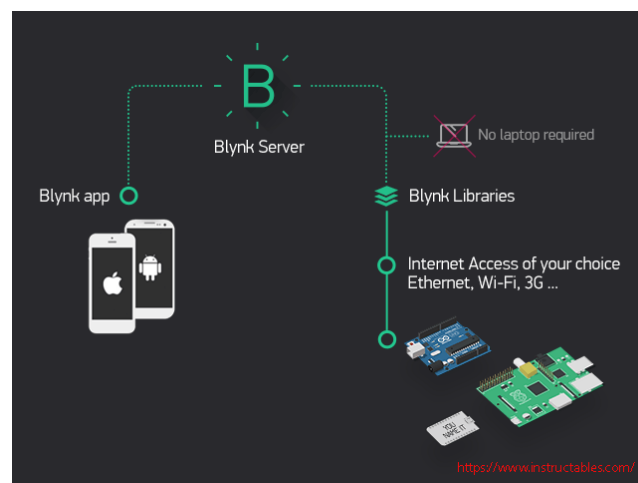 B
Blynk Server
No laptop required
Blynk app
Blynk Libraries
Internet Access of your choice
Ethernet, Wi-Fi, 3G ...
YOU
NAME IT
https://www.instructables.com/